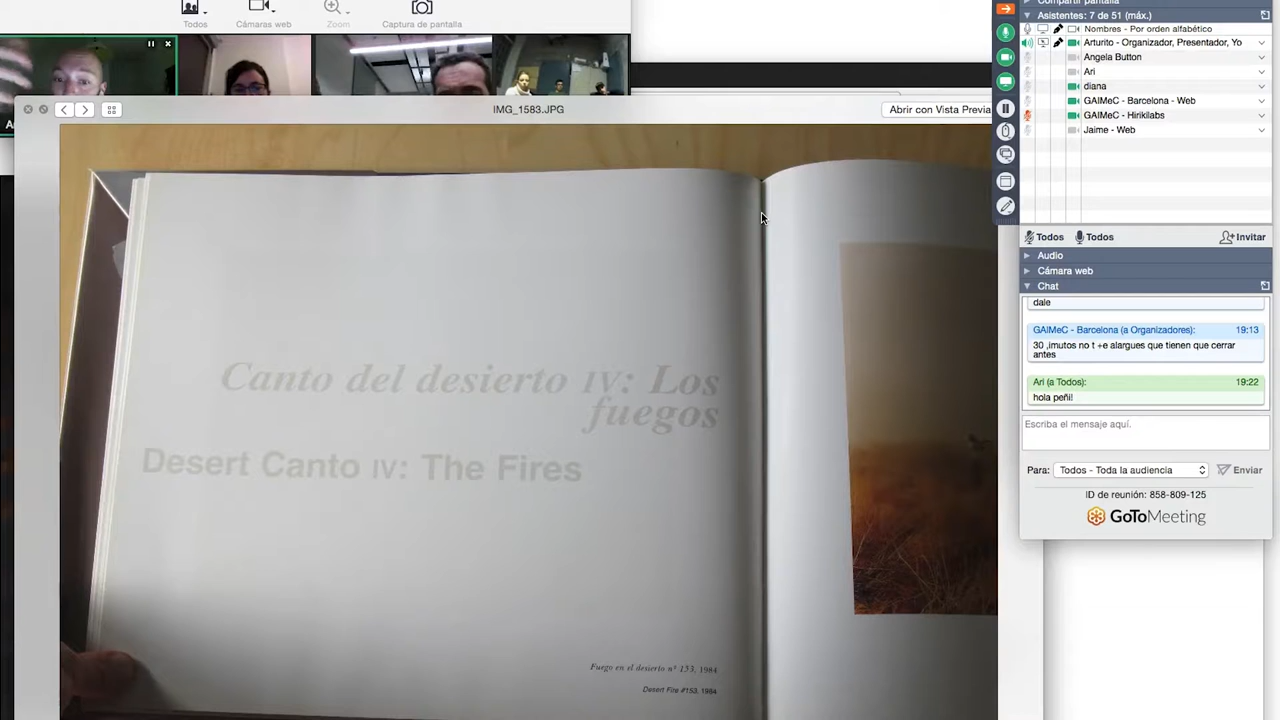 Todos
Cámaras web
Zoom
Captura de pantalla
IMG_1583.JPG
Abrir con Vista Previa
Canto del desierto IV: Los
fuegos
Desert Canto IV: The Fires
Fuego en el desierto nº 153, 1984
Desert Fire #153, 1984
Compartir pantalla
Asistentes: 7 de 51 (máx.)
Nombres - Por orden alfabético
Arturito - Organizador, Presentador, Yo
Angela Button
Ari
diana
GAIMeC - Barcelona - Web
GAIMeC - Hirikilabs
Jaime - Web
Todos
Todos
Invitar
Audio
Cámara web
Chat
dale
GAIMeC - Barcelona (a Organizadores): 19:13
30 ,imutos no t +e alargues que tienen que cerrar
antes
Ari (a Todos): 19:22
hola peñi!
Escriba el mensaje aquí.
Para: Todos - Toda la audiencia Enviar
ID de reunión: 858-809-125
GoToMeeting